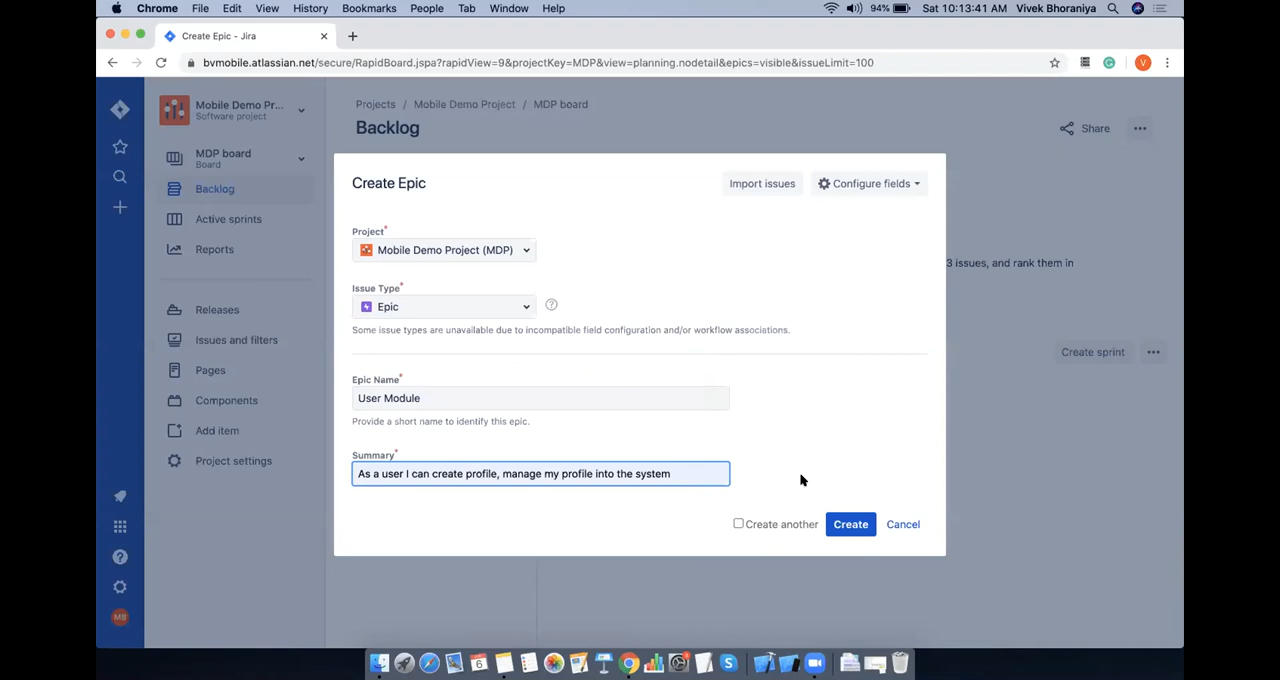 Chrome File Edit View History Bookmarks People Tab Window Help 94% Sat 10:13:41 AM Vivek Bhoraniya
Create Epic - Jira
bvmobile.atlassian.net/secure/RapidBoard.jspa?rapidView=9&projectKey=MDP&view=planning.nodetail&epics=visible&issueLimit=100 V
Mobile Demo Pr...
Software project
MDP board
Board
Backlog
Active sprints
Reports
Releases
Issues and filters
Pages
Components
Add item
Project settings
MB
Projects / Mobile Demo Project / MDP board
Backlog
Share
3 issues, and rank them in
Create sprint
Create Epic
Import issues
Configure fields
Project*
Mobile Demo Project (MDP)
Issue Type*
Epic
Some issue types are unavailable due to incompatible field configuration and/or workflow associations.
Epic Name*
User Module
Provide a short name to identify this epic.
Summary*
As a user I can create profile, manage my profile into the system
Create another
Create
Cancel
6